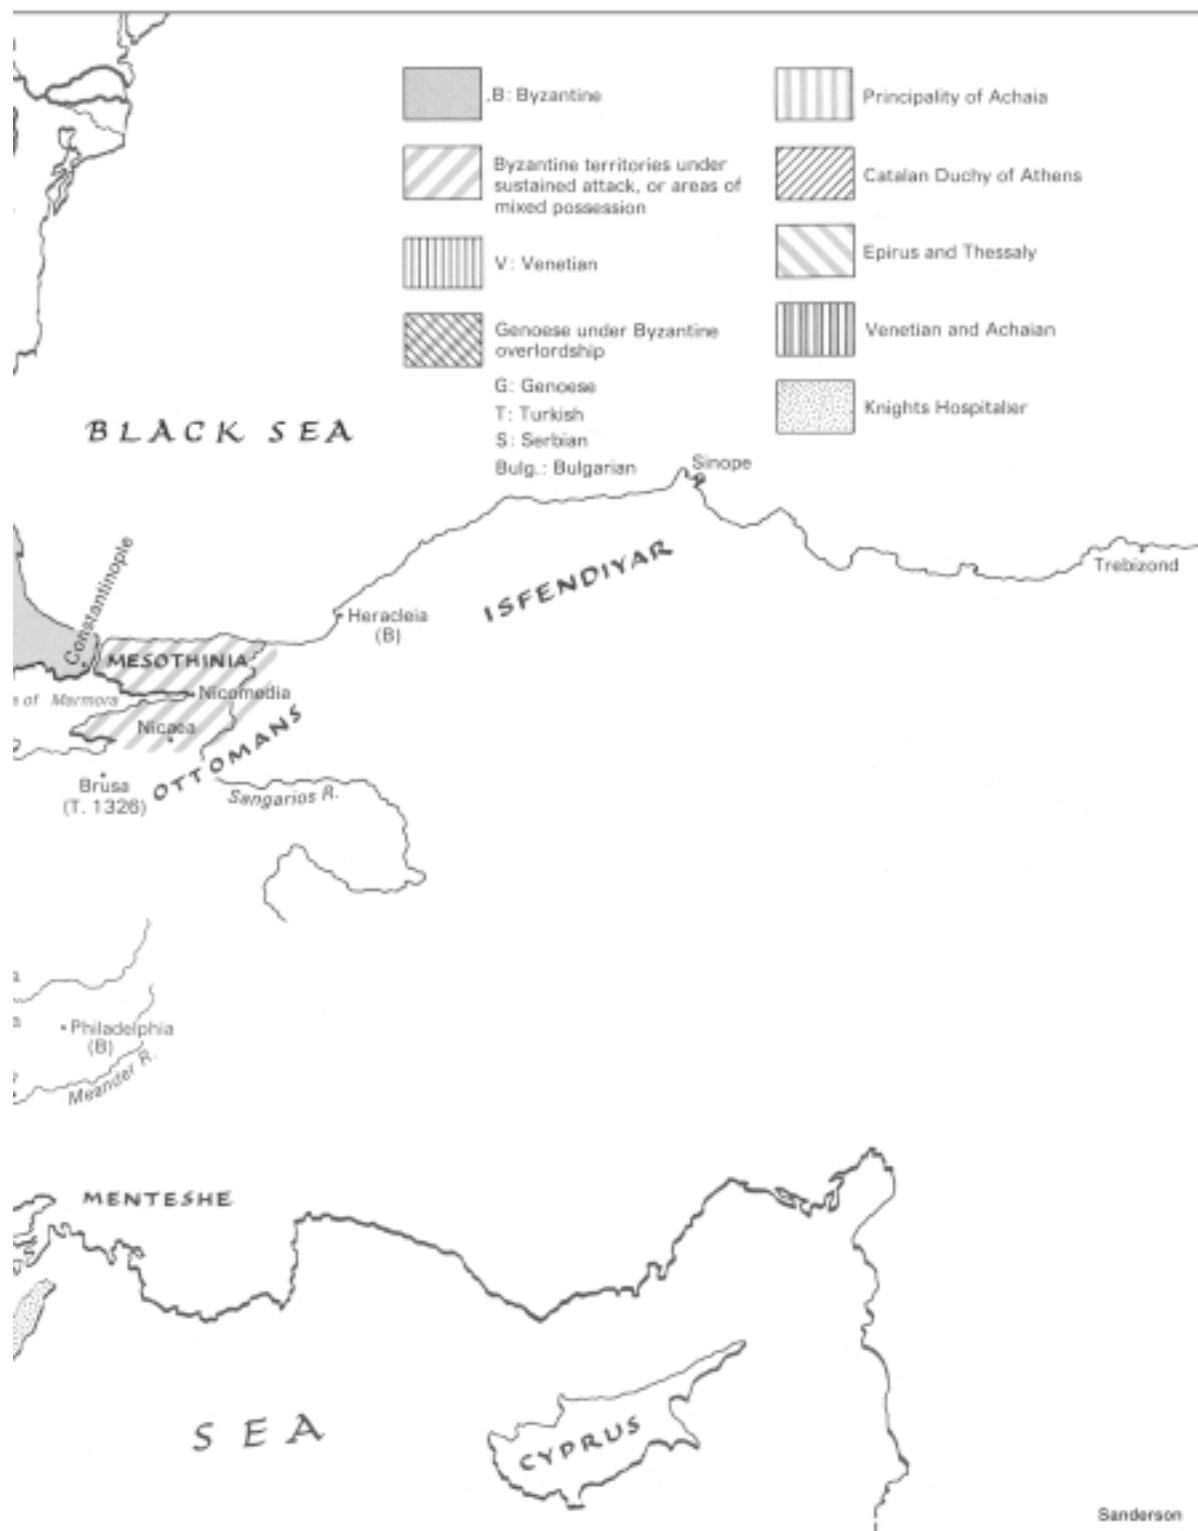 .B: Byzantine
Byzantine territories under
sustained attack, or areas of
mixed possession
V: Venetian
Genoese under Byzantine
overlordship
G: Genoese
T: Turkish
S: Serbian
Bulg.: Bulgarian
Principality of Achaia
Catalan Duchy of Athens
Epirus and Thessaly
Venetian and Achaian
Knights Hospitaler
BLACK SEA
Sinope
ISFENDIYAR
Trebizond
Constantinople
Heracleia
(B)
MESOTHINIA
of Marmora
Nicomedia
Nicaea
OTTOMANS
Brusa
(T. 1326)
Sangarios R.
Philadelphia
(B)
Meander R.
MENTESHE
SEA
CYPRUS
Sanderson